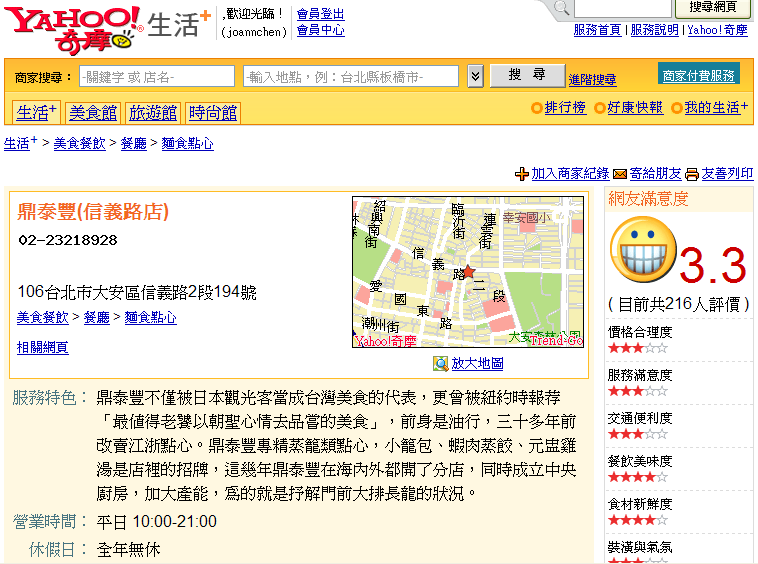 YAHOO!® 奇摩 生活+
,歡迎光臨！
(joannchen)
會員登出
會員中心
搜尋網頁
服務首頁 | 服務說明 | Yahoo!奇摩
商家搜尋： -關鍵字 或 店名- -輸入地點，例：台北縣板橋市- 搜 尋 進階搜尋 商家付費服務
生活+ 美食館 旅遊館 時尚館 排行榜 好康快報 我的生活+
生活+ > 美食餐飲 > 餐廳 > 麵食點心
加入商家紀錄 寄給朋友 友善列印
鼎泰豐(信義路店)
02-23218928
106台北市大安區信義路2段194號
美食餐飲 > 餐廳 > 麵食點心
相關網頁
紹興南街
臨沂街
連雲街
幸安國小
信義路二段
愛國東路
潮州街
大安森林公園
Yahoo!奇摩
Trend-Go
放大地圖
網友滿意度
3.3
( 目前共216人評價 )
價格合理度
服務滿意度
交通便利度
餐飲美味度
食材新鮮度
裝潢與氣氛
服務特色： 鼎泰豐不僅被日本觀光客當成台灣美食的代表，更曾被紐約時報荐
「最值得老饕以朝聖心情去品嘗的美食」，前身是油行，三十多年前
改賣江浙點心。鼎泰豐專精蒸籠類點心，小籠包、蝦肉蒸餃、元盅雞
湯是店裡的招牌，這幾年鼎泰豐在海內外都開了分店，同時成立中央
廚房，加大產能，為的就是抒解門前大排長龍的狀況。
營業時間： 平日 10:00-21:00
休假日： 全年無休